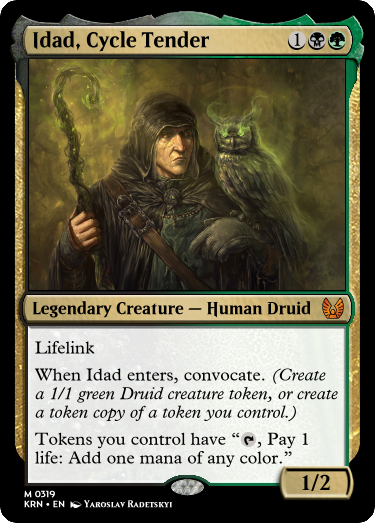 Idad, Cycle Tender 1
Legendary Creature — Human Druid
Lifelink
When Idad enters, convocate. (Create
a 1/1 green Druid creature token, or create
a token copy of a token you control.)
Tokens you control have “, Pay 1
life: Add one mana of any color.”
1/2
M 0319
KRN • EN Yaroslav Radetskyi